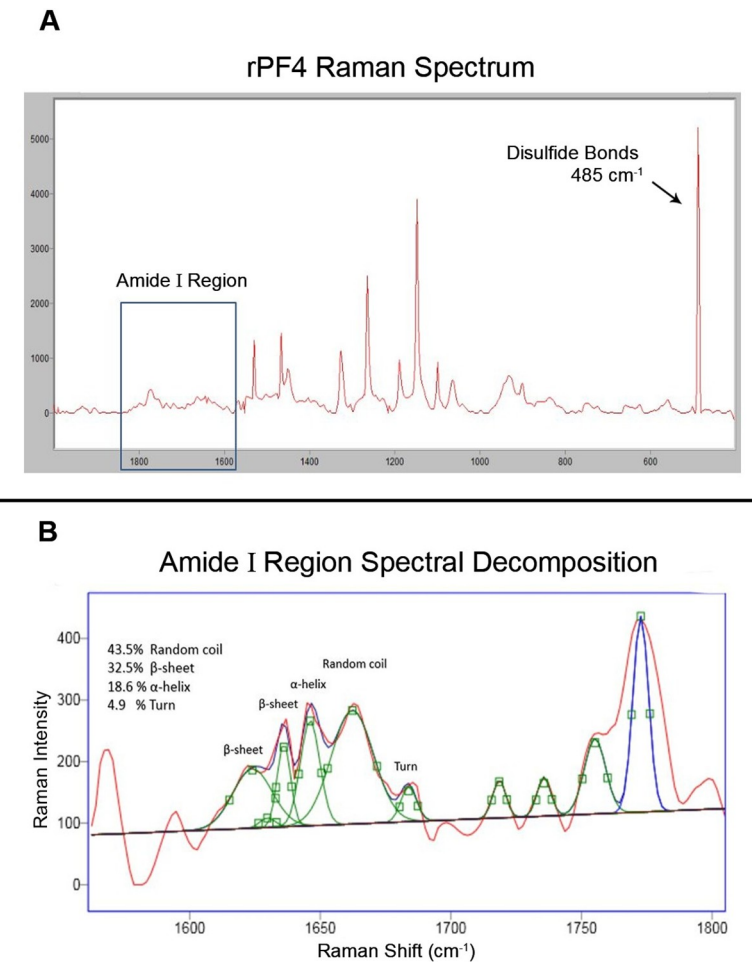 A
rPF4 Raman Spectrum
5000
Disulfide Bonds
485 cm⁻¹
4000
3000
Amide I Region
2000
1000
0
1800 1600 1400 1200 1000 800 600
B
Amide I Region Spectral Decomposition
400
43.5% Random coil
32.5% β-sheet
18.6 % α-helix
4.9 % Turn
Random coil
α-helix
β-sheet
β-sheet
Turn
300
200
100
0
Raman Intensity
1600 1650 1700 1750 1800
Raman Shift (cm⁻¹)